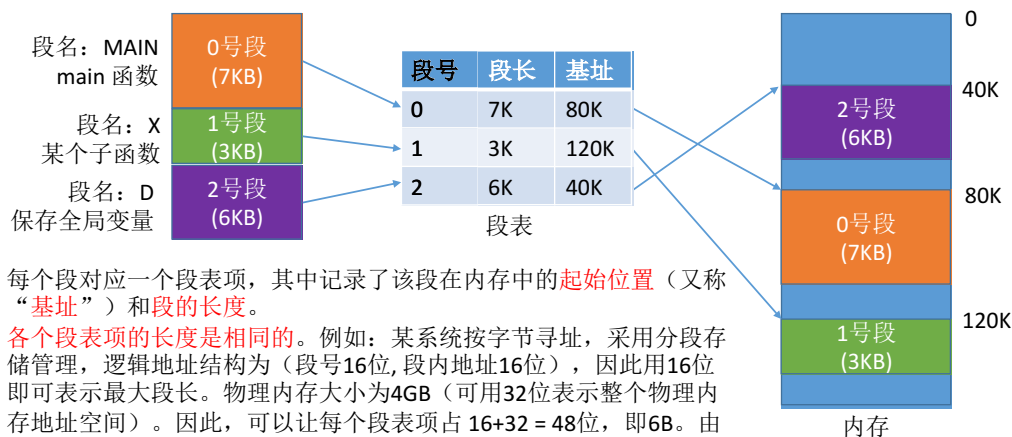 段名：MAIN
main 函数
0号段
(7KB)
段名：X
某个子函数
1号段
(3KB)
段名：D
保存全局变量
2号段
(6KB)
段号 段长 基址
0 7K 80K
1 3K 120K
2 6K 40K
段表
0
40K
2号段
(6KB)
80K
0号段
(7KB)
120K
1号段
(3KB)
内存
每个段对应一个段表项，其中记录了该段在内存中的起始位置（又称
“基址”）和段的长度。
各个段表项的长度是相同的。例如：某系统按字节寻址，采用分段存
储管理，逻辑地址结构为（段号16位, 段内地址16位），因此用16位
即可表示最大段长。物理内存大小为4GB（可用32位表示整个物理内
存地址空间）。因此，可以让每个段表项占 16+32 = 48位，即6B。由